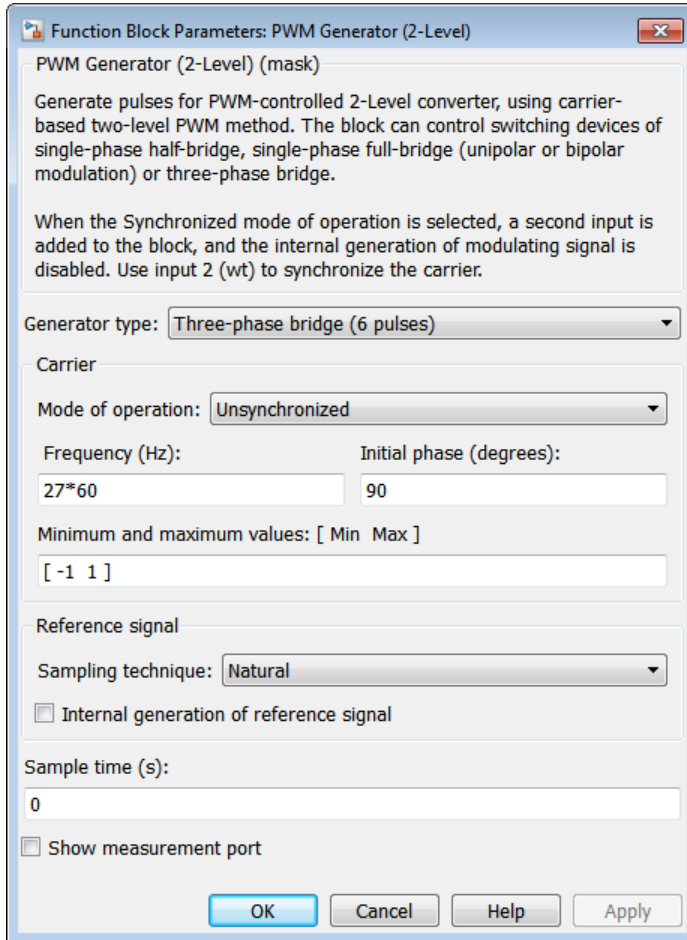 Function Block Parameters: PWM Generator (2-Level)
PWM Generator (2-Level) (mask)
Generate pulses for PWM-controlled 2-Level converter, using carrier-
based two-level PWM method. The block can control switching devices of
single-phase half-bridge, single-phase full-bridge (unipolar or bipolar
modulation) or three-phase bridge.
When the Synchronized mode of operation is selected, a second input is
added to the block, and the internal generation of modulating signal is
disabled. Use input 2 (wt) to synchronize the carrier.
Generator type: Three-phase bridge (6 pulses)
Carrier
Mode of operation: Unsynchronized
Frequency (Hz): Initial phase (degrees):
27*60 90
Minimum and maximum values: [ Min Max ]
[ -1 1 ]
Reference signal
Sampling technique: Natural
Internal generation of reference signal
Sample time (s):
0
Show measurement port
OK Cancel Help Apply